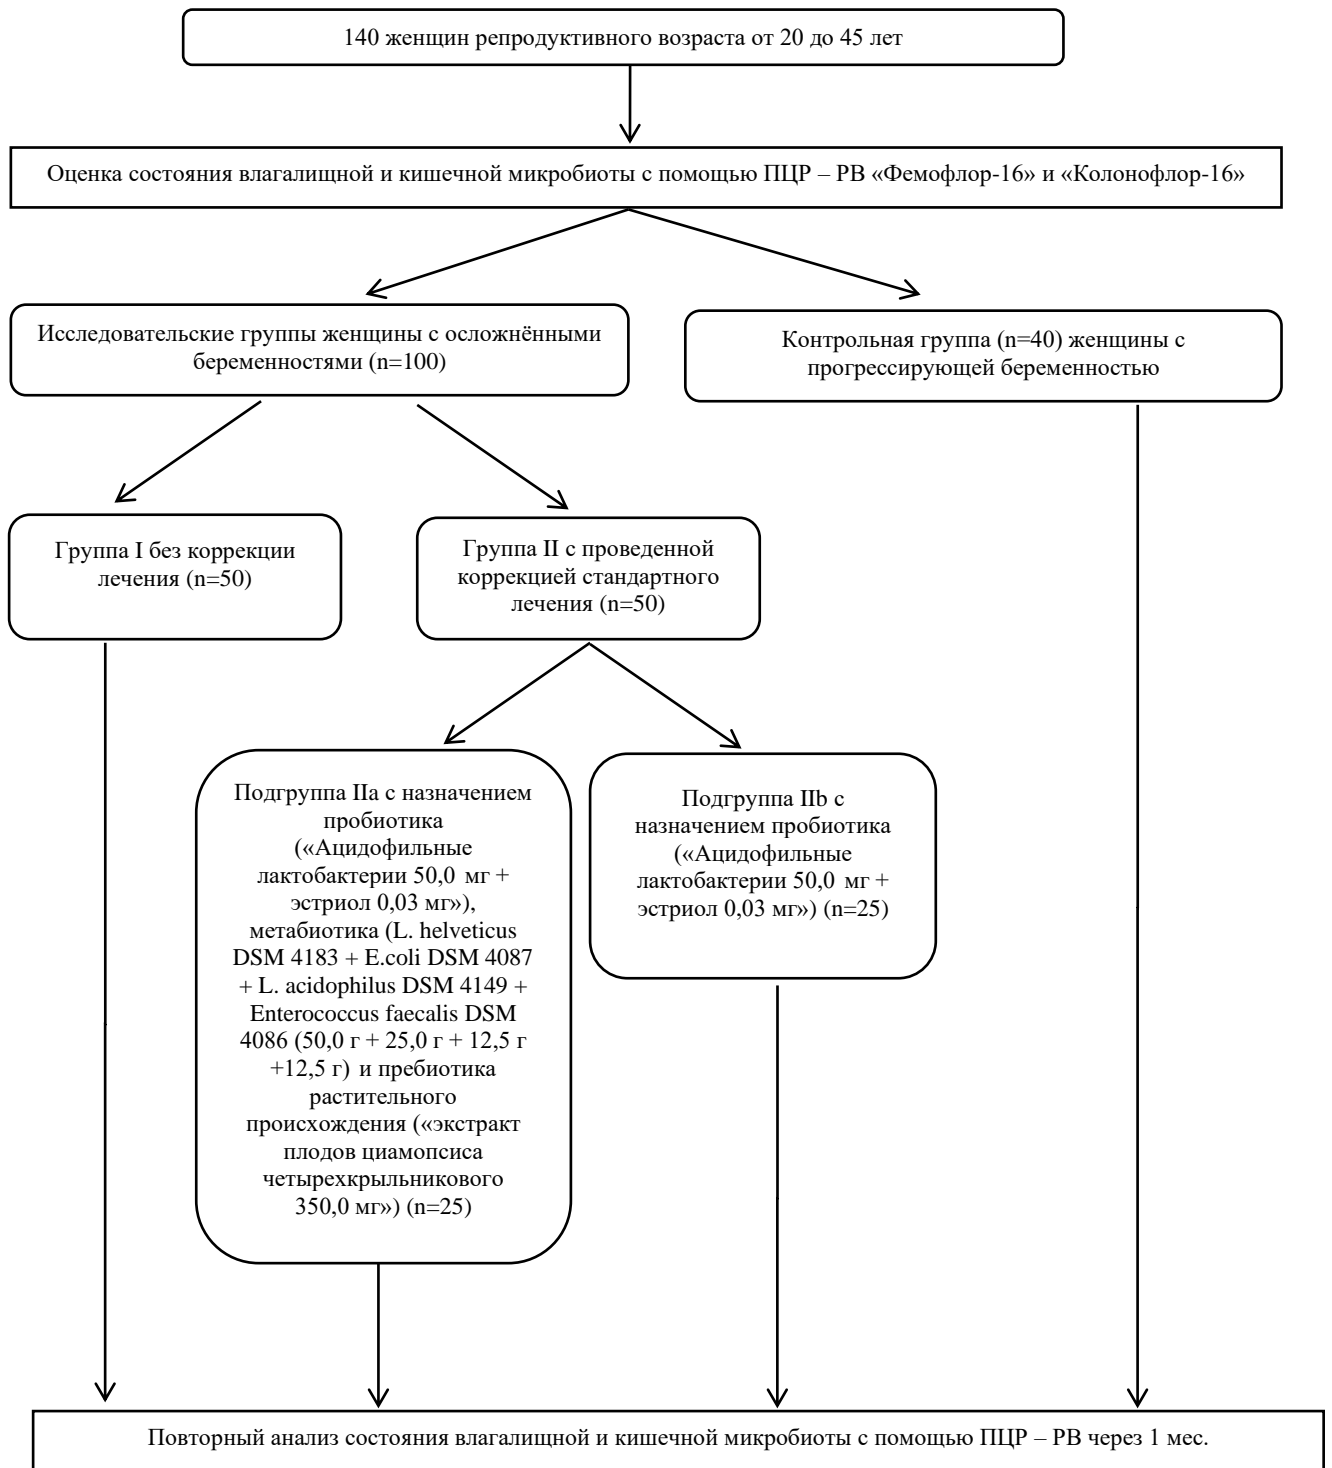 140 женщин репродуктивного возраста от 20 до 45 лет
Оценка состояния влагалищной и кишечной микробиоты с помощью ПЦР – РВ «Фемофлор-16» и «Колонофлор-16»
Исследовательские группы женщины с осложнёнными
беременностями (n=100)
Контрольная группа (n=40) женщины с
прогрессирующей беременностью
Группа I без коррекции
лечения (n=50)
Группа II с проведенной
коррекцией стандартного
лечения (n=50)
Подгруппа IIa с назначением
пробиотика
(«Ацидофильные
лактобактерии 50,0 мг +
эстриол 0,03 мг»),
метабиотика (L. helveticus
DSM 4183 + E.coli DSM 4087
+ L. acidophilus DSM 4149 +
Enterococcus faecalis DSM
4086 (50,0 г + 25,0 г + 12,5 г
+12,5 г) и пребиотика
растительного
происхождения («экстракт
плодов циамопсиса
четырехкрыльникового
350,0 мг») (n=25)
Подгруппа IIb с
назначением пробиотика
(«Ацидофильные
лактобактерии 50,0 мг +
эстриол 0,03 мг») (n=25)
Повторный анализ состояния влагалищной и кишечной микробиоты с помощью ПЦР – РВ через 1 мес.